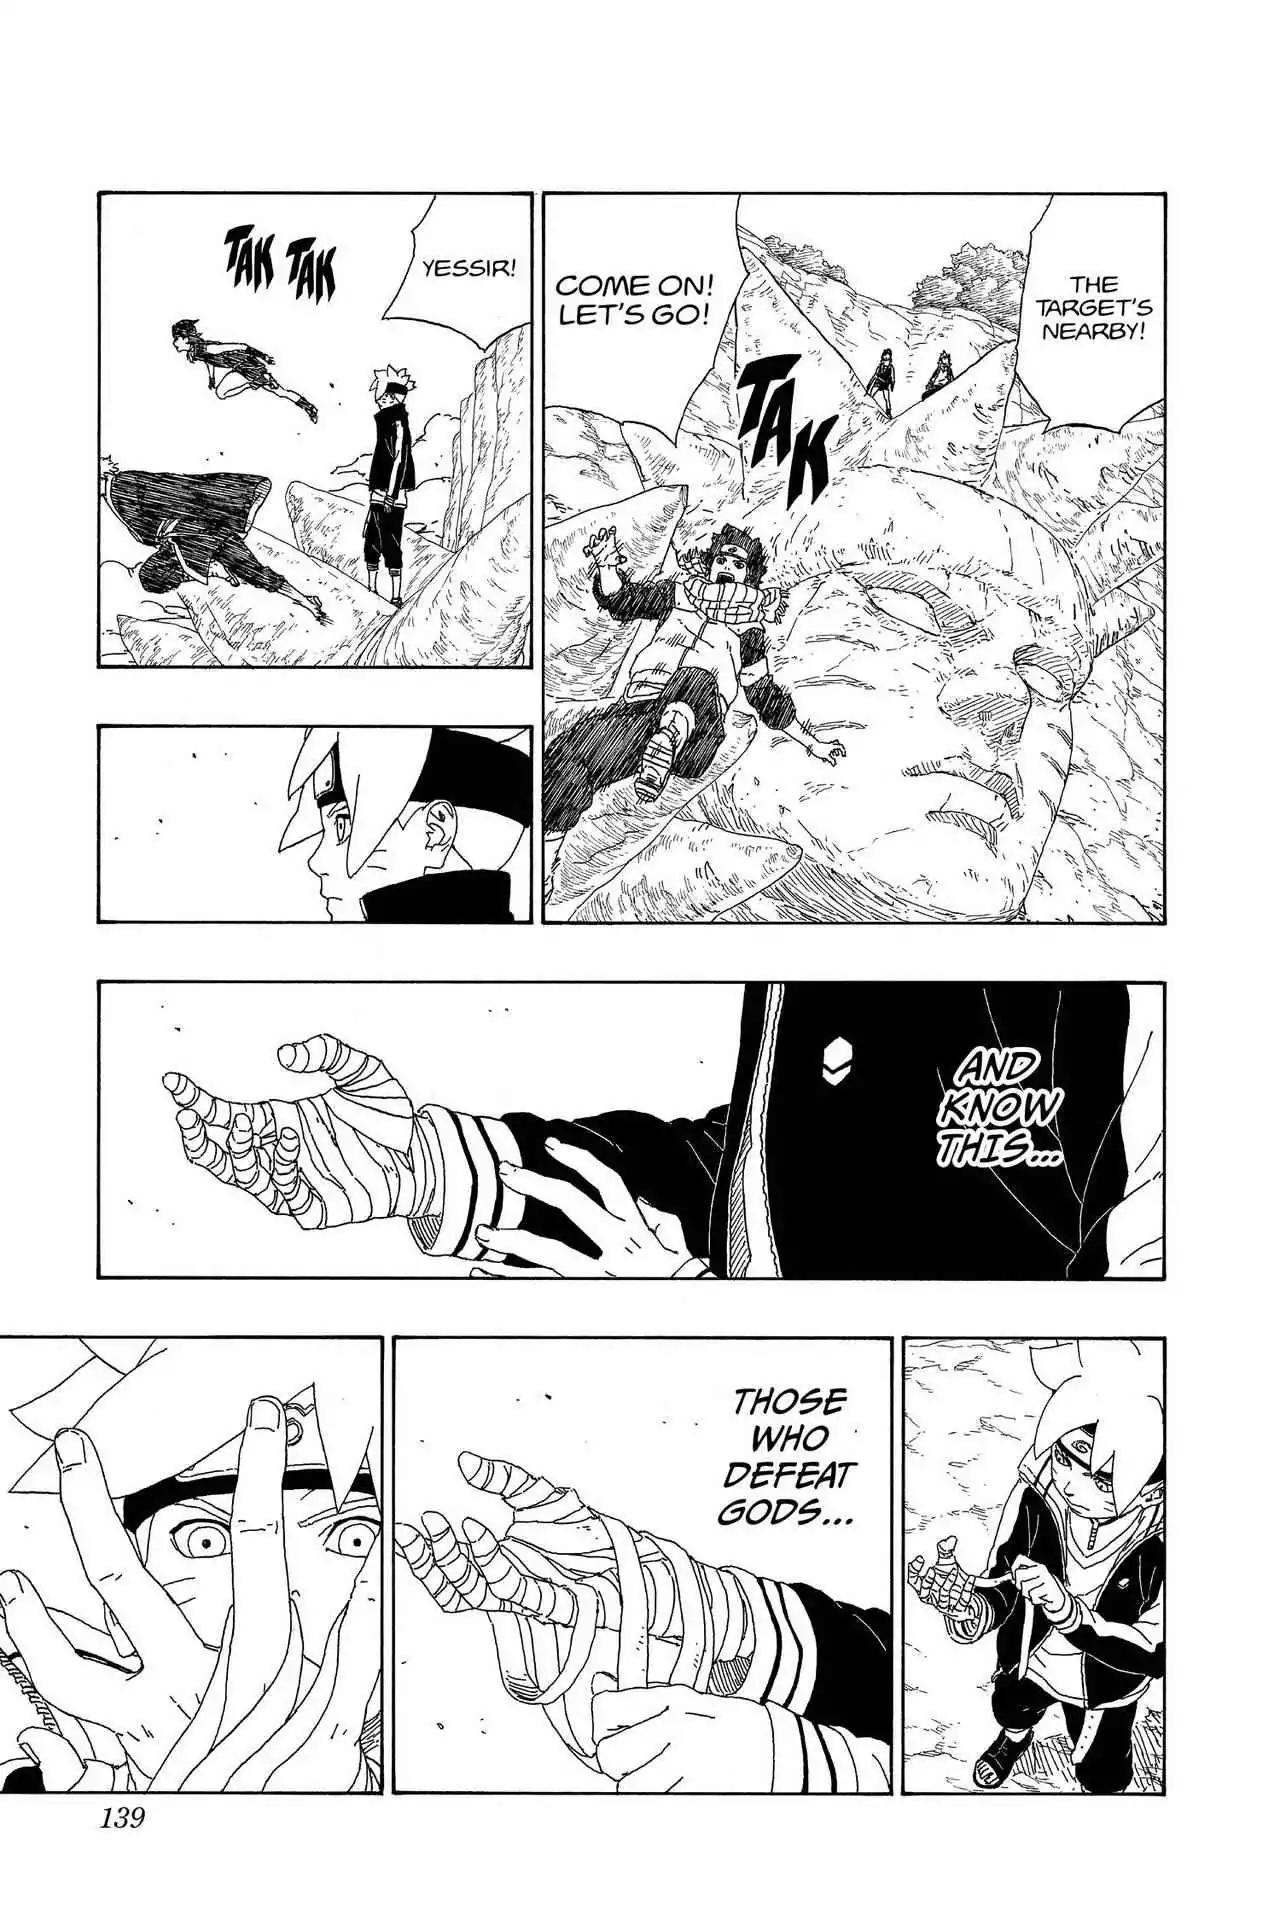 THE
TARGET'S
NEARBY!
COME ON!
LET'S GO!
TAK
YESSIR!
TAK TAK
AND
KNOW
THIS...
THOSE
WHO
DEFEAT
GODS...
139